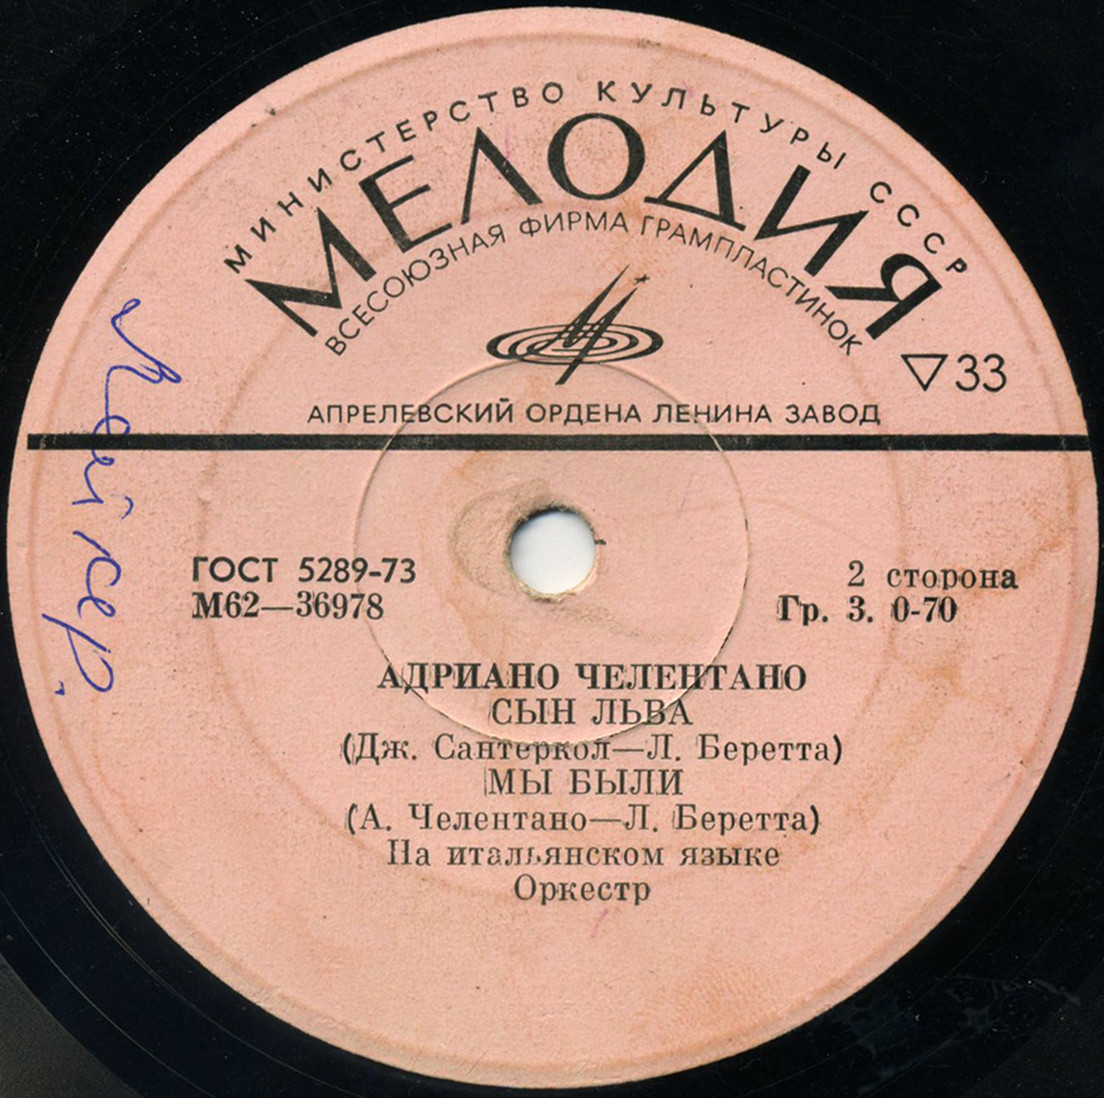 МИНИСТЕРСТВО КУЛЬТУРЫ СССР
МЕЛОДИЯ
ВСЕСОЮЗНАЯ ФИРМА ГРАМПЛАСТИНОК
33
АПРЕЛЕВСКИЙ ОРДЕНА ЛЕНИНА ЗАВОД
ГОСТ 5289-73
М62—36978
2 сторона
Гр. 3. 0-70
АДРИАНО ЧЕЛЕНТАНО
СЫН ЛЬВА
(Дж. Сантеркол—Л. Беретта)
МЫ БЫЛИ
(А. Челентано—Л. Беретта)
На итальянском языке
Оркестр